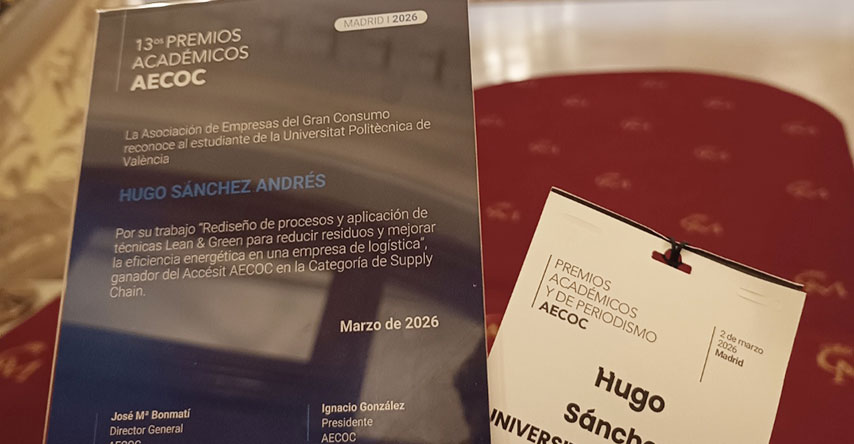 13os PREMIOS
ACADÉMICOS
AECOC
MADRID | 2026
La Asociación de Empresas del Gran Consumo
reconoce al estudiante de la Universitat Politècnica de
València
HUGO SÁNCHEZ ANDRÉS
Por su trabajo "Rediseño de procesos y aplicación de
técnicas Lean & Green para reducir residuos y mejorar
la eficiencia energética en una empresa de logística",
ganador del Accésit AECOC en la Categoría de Supply
Chain.
Marzo de 2026
José Mª Bonmatí
Director General
AECOC
Ignacio González
Presidente
AECOC
PREMIOS
ACADÉMICOS
Y DE PERIODISMO
AECOC
2 de marzo
2026
Madrid
Hugo
Sánche
UNIVERSI